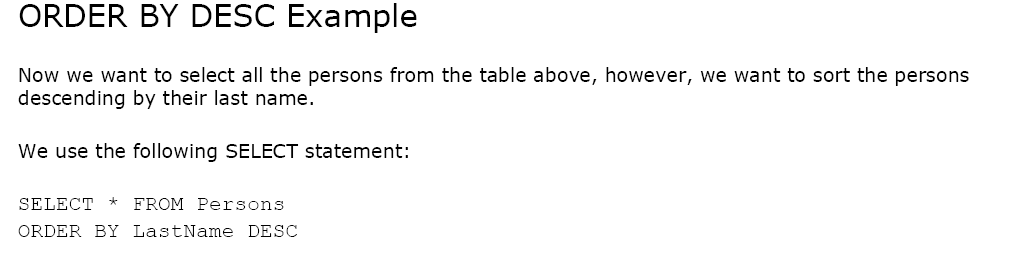 ORDER BY DESC Example
Now we want to select all the persons from the table above, however, we want to sort the persons
descending by their last name.
We use the following SELECT statement:
SELECT * FROM Persons
ORDER BY LastName DESC